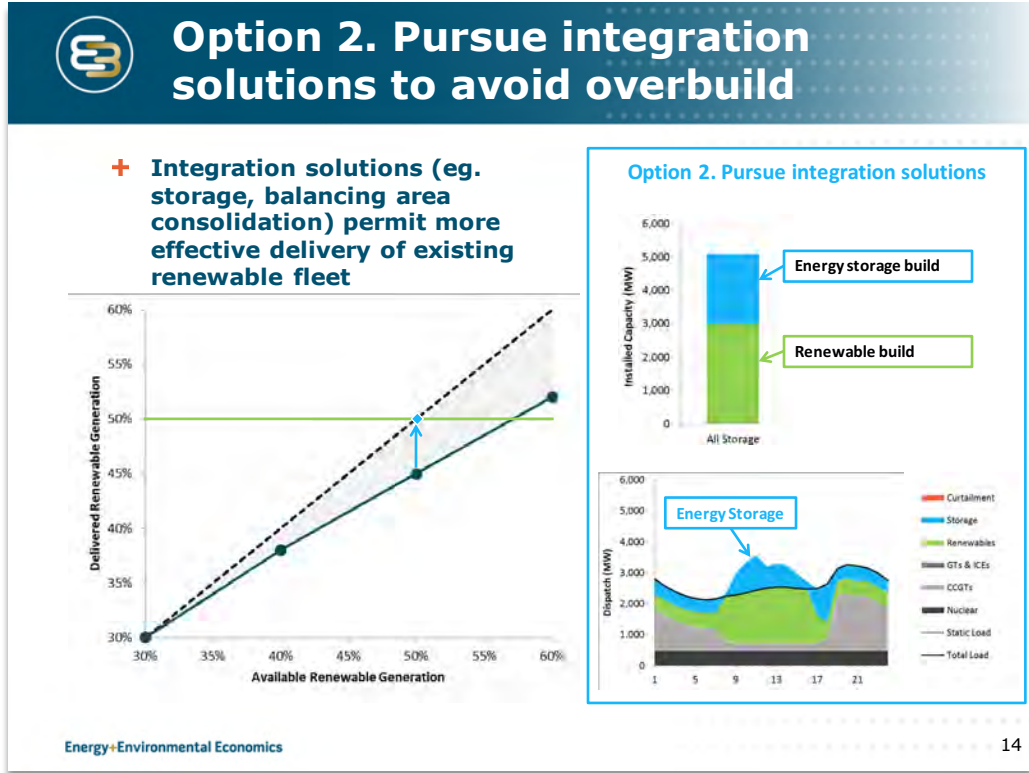 Option 2. Pursue integration
solutions to avoid overbuild
+ Integration solutions (eg.
storage, balancing area
consolidation) permit more
effective delivery of existing
renewable fleet
60%
55%
50%
45%
40%
35%
30%
Delivered Renewable Generation
30%
35%
40%
45%
50%
55%
60%
Available Renewable Generation
Option 2. Pursue integration solutions
6,000
5,000
4,000
3,000
2,000
1,000
0
Installed Capacity (MW)
All Storage
Energy storage build
Renewable build
6,000
5,000
4,000
3,000
2,000
1,000
0
Dispatch (MW)
1
5
9
13
17
21
Energy Storage
Curtailment
Storage
Renewables
GTs & ICEs
CCGTs
Nuclear
Static Load
Total Load
Energy+Environmental Economics
14